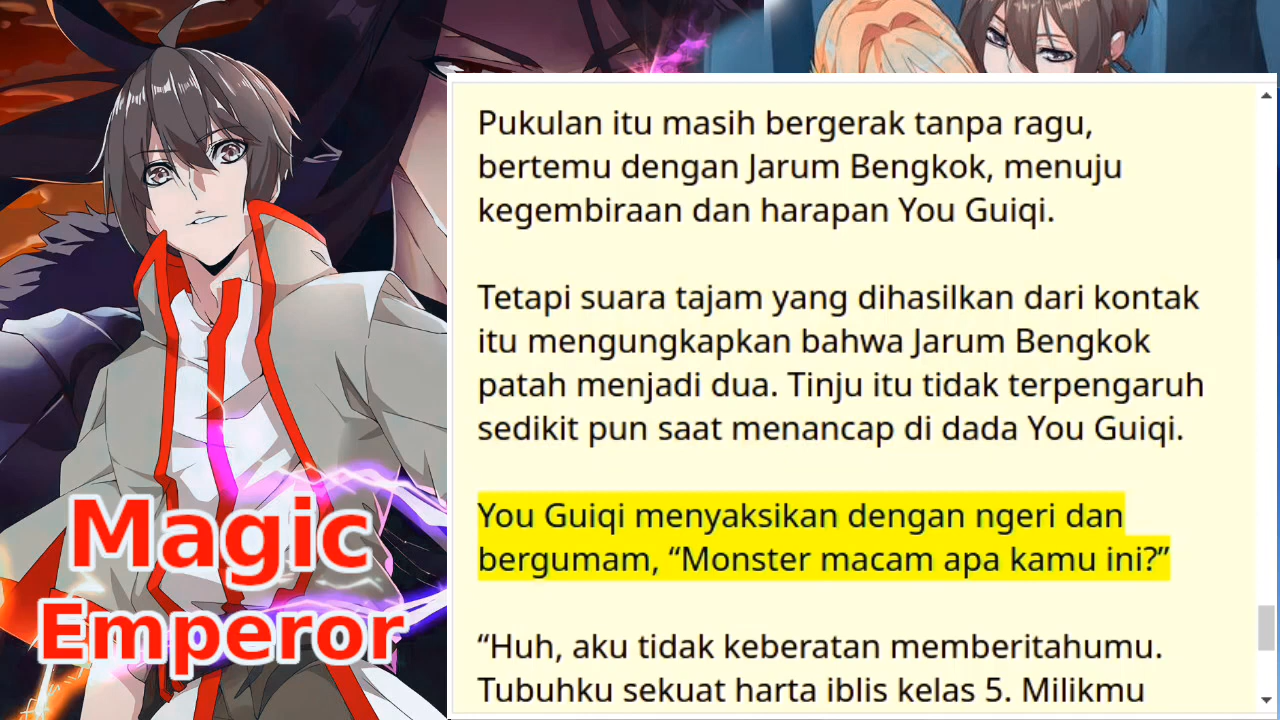 Magic
Emperor
Pukulan itu masih bergerak tanpa ragu,
bertemu dengan Jarum Bengkok, menuju
kegembiraan dan harapan You Guiqi.
Tetapi suara tajam yang dihasilkan dari kontak
itu mengungkapkan bahwa Jarum Bengkok
patah menjadi dua. Tinju itu tidak terpengaruh
sedikit pun saat menancap di dada You Guiqi.
You Guiqi menyaksikan dengan ngeri dan
bergumam, “Monster macam apa kamu ini?”
“Huh, aku tidak keberatan memberitahumu.
Tubuhku sekuat harta iblis kelas 5. Milikmu